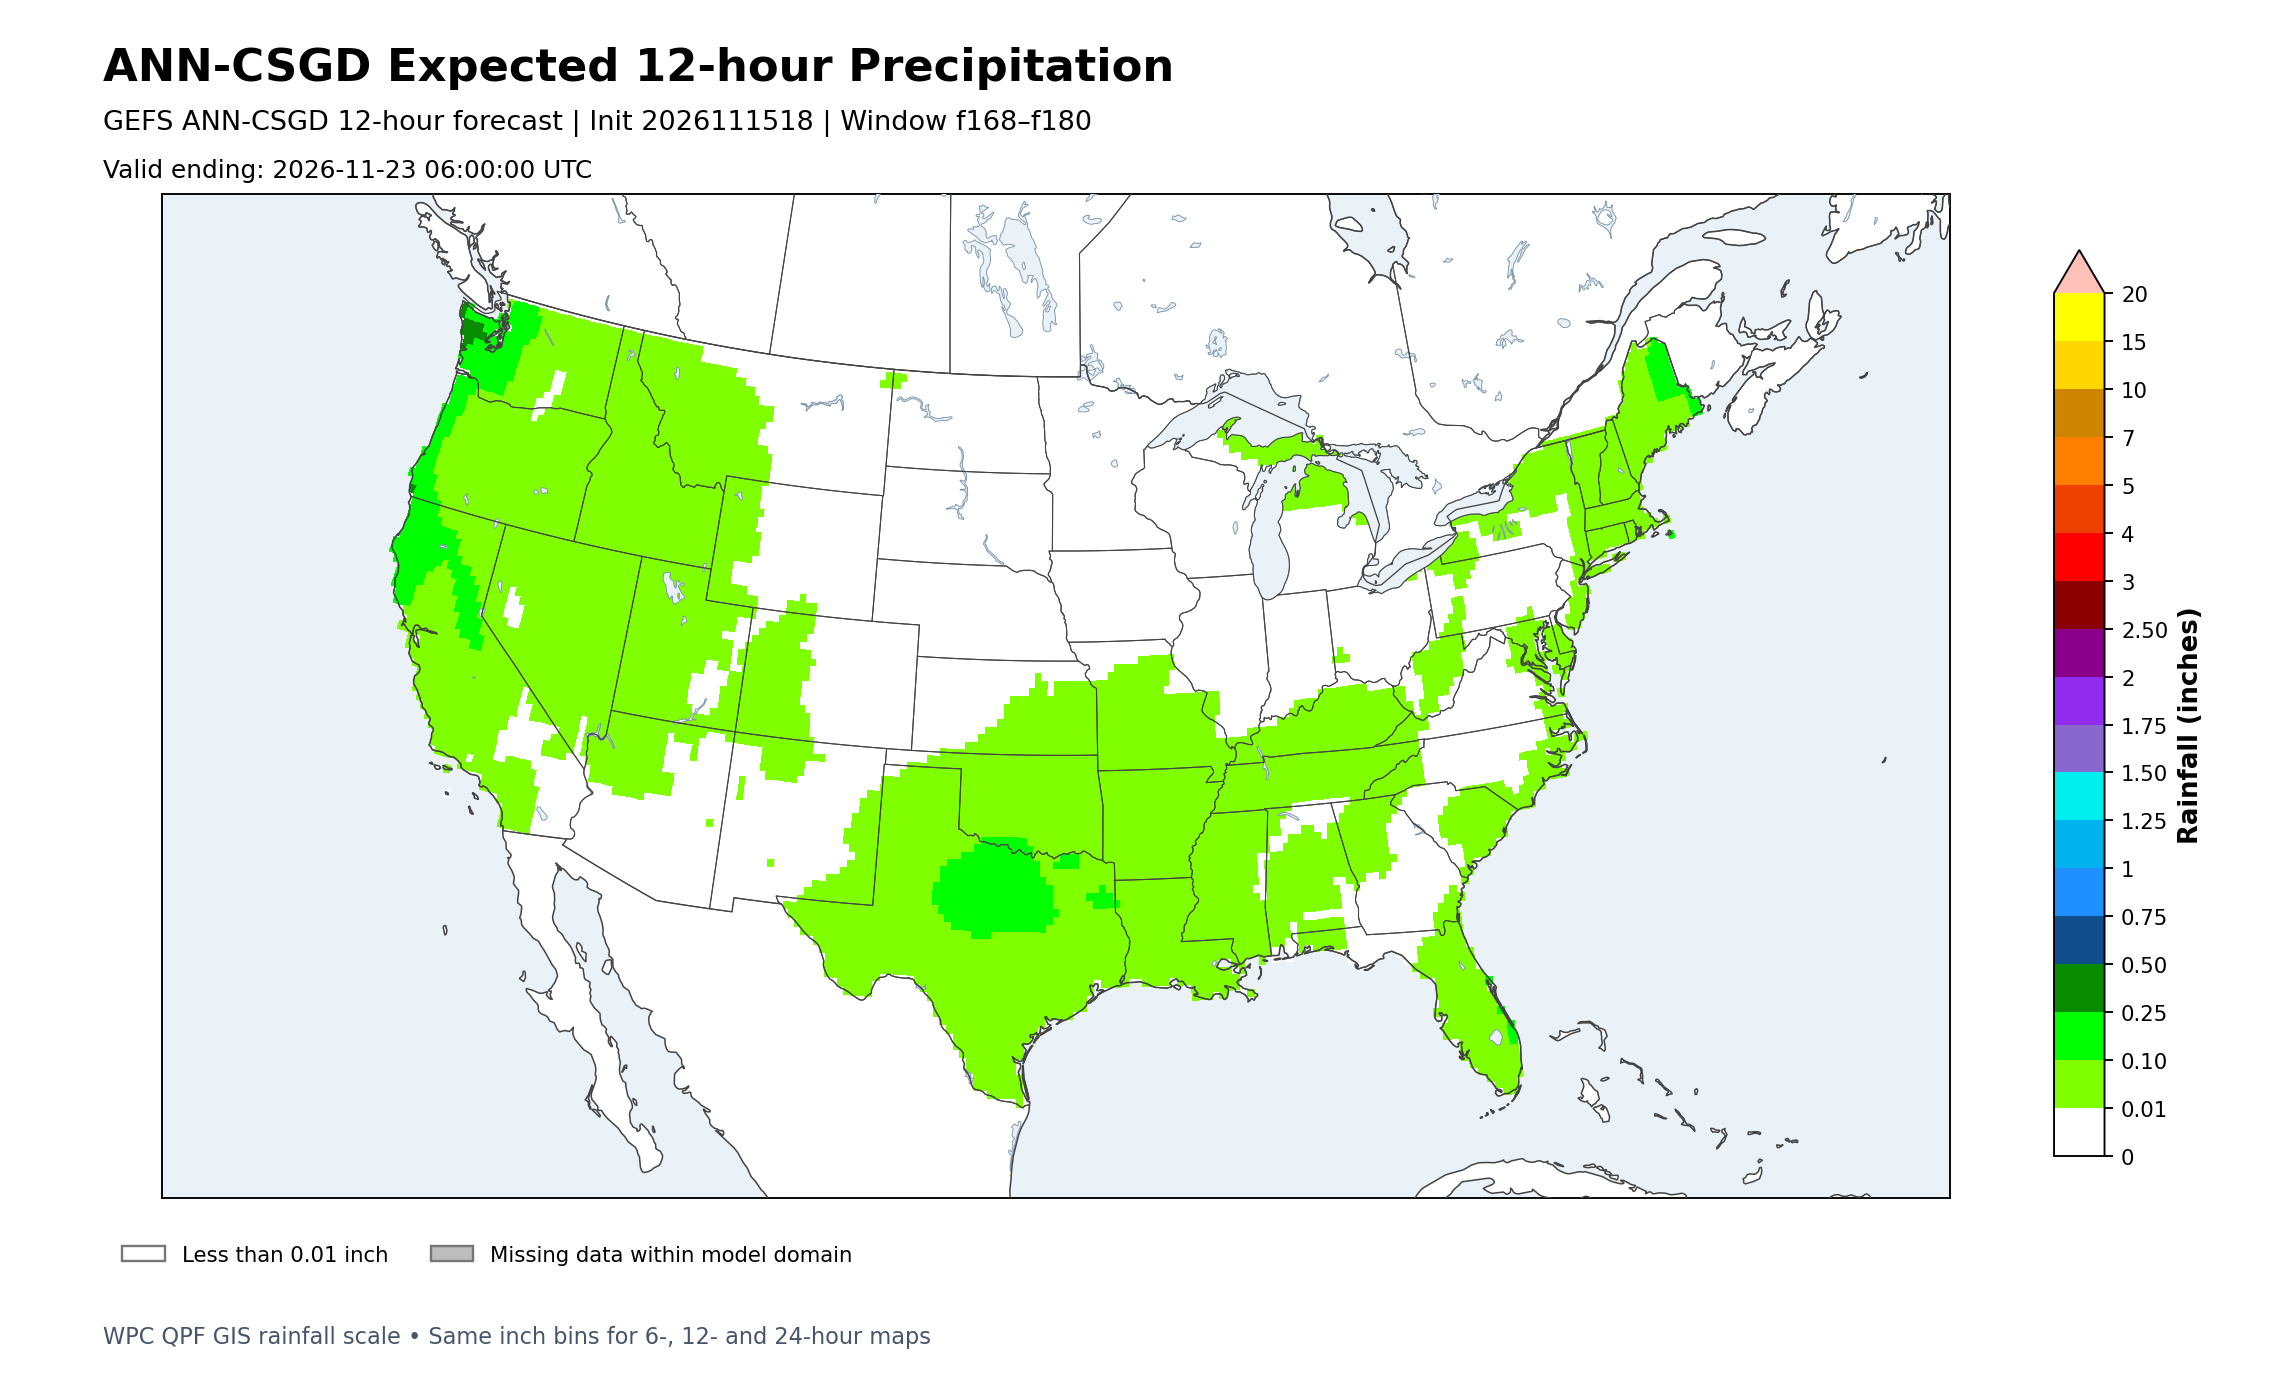 ANN-CSGD Expected 12-hour Precipitation
GEFS ANN-CSGD 12-hour forecast | Init 2026111518 | Window f168–f180
Valid ending: 2026-11-23 06:00:00 UTC
20
15
10
7
5
4
3
2.50
2
1.75
1.50
1.25
1
0.75
0.50
0.25
0.10
0.01
0
Rainfall (inches)
Less than 0.01 inch
Missing data within model domain
WPC QPF GIS rainfall scale • Same inch bins for 6-, 12- and 24-hour maps